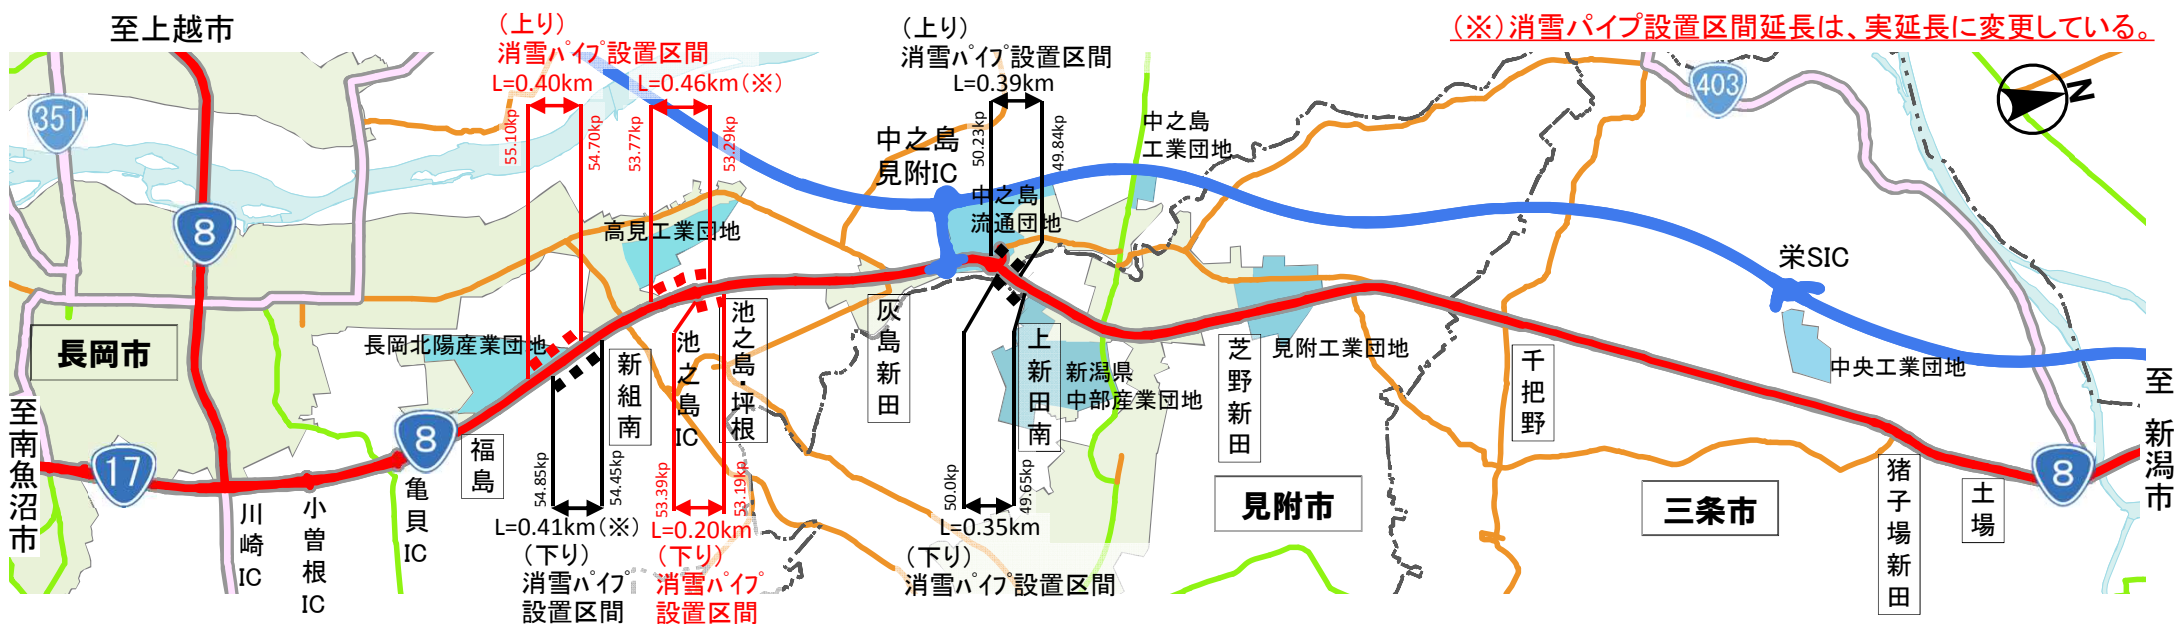 至上越市
(上り)
消雪パイプ設置区間
L=0.40km
L=0.46km(※)
(上り)
消雪パイプ設置区間
L=0.39km
(※)消雪パイプ設置区間延長は、実延長に変更している。
351
8
403
N
55.10kp
54.70kp
53.77kp
53.29kp
50.23kp
49.84kp
中之島
見附IC
中之島
工業団地
中之島
流通団地
高見工業団地
栄SIC
長岡市
長岡北陽産業団地
新組南
池之島IC
池之島・坪根
灰島新田
上新田南
新潟県
中部産業団地
芝野新田
見附工業団地
千把野
中央工業団地
至新潟市
至南魚沼市
17
8
福島
亀貝IC
川崎IC
小曽根IC
54.85kp
54.45kp
53.39kp
53.19kp
50.0kp
49.65kp
見附市
三条市
猪子場新田
土場
8
L=0.41km(※)
(下り)
消雪パイプ
設置区間
L=0.20km
(下り)
消雪パイプ
設置区間
L=0.35km
(下り)
消雪パイプ設置区間